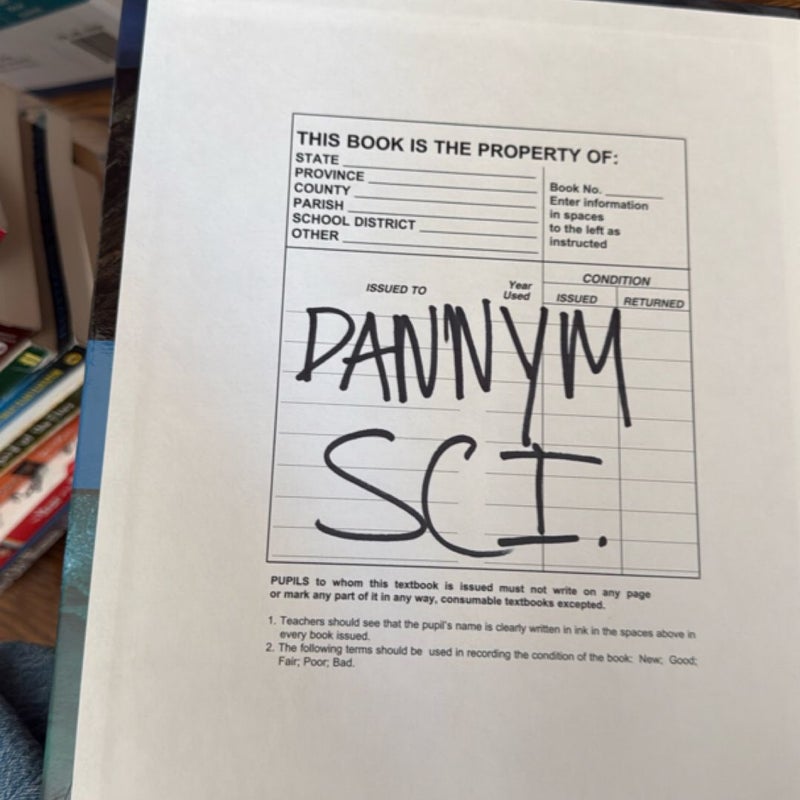 THIS BOOK IS THE PROPERTY OF:
STATE
PROVINCE
COUNTY
PARISH
SCHOOL DISTRICT
OTHER
Book No.
Enter information
in spaces
to the left as
instructed
ISSUED TO
Year
Used
CONDITION
ISSUED
RETURNED
DANNYM
SCI.
PUPILS to whom this textbook is issued must not write on any page
or mark any part of it in any way, consumable textbooks excepted.
1. Teachers should see that the pupil's name is clearly written in ink in the spaces above in
every book issued.
2. The following terms should be used in recording the condition of the book: New; Good;
Fair; Poor; Bad.